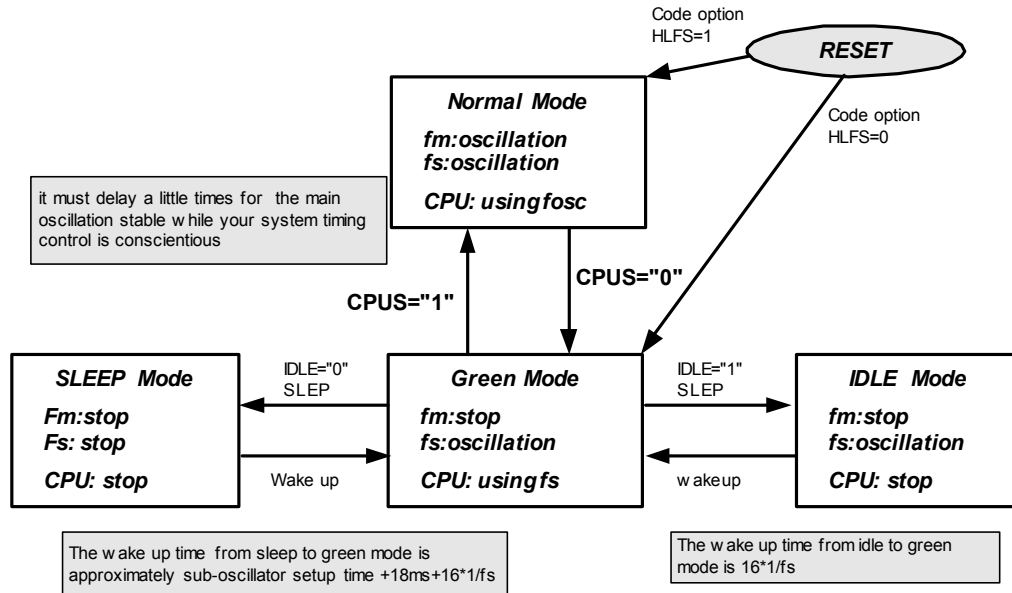 Code option
HLFS=1
RESET
Normal Mode
fm:oscillation
fs:oscillation
CPU: using fosc
Code option
HLFS=0
it must delay a little times for the main
oscillation stable while your system timing
control is conscientious
CPUS="1"
CPUS="0"
SLEEP Mode
Fm:stop
Fs: stop
CPU: stop
IDLE="0"
SLEP
Wake up
Green Mode
fm:stop
fs:oscillation
CPU: using fs
IDLE="1"
SLEP
wakeup
IDLE Mode
fm:stop
fs:oscillation
CPU: stop
The wake up time from sleep to green mode is
approximately sub-oscillator setup time +18ms+16*1/fs
The wake up time from idle to green
mode is 16*1/fs